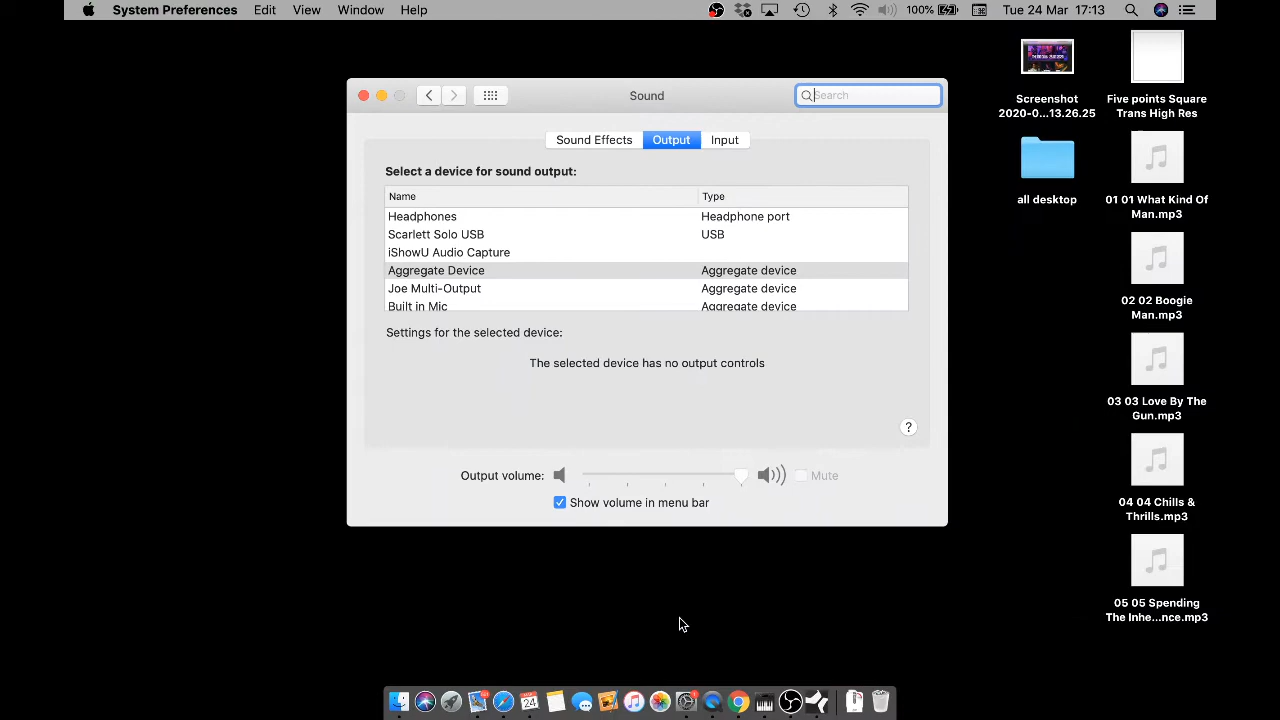 System Preferences Edit View Window Help 100% Tue 24 Mar 17:13
Sound
Search
Sound Effects Output Input
Select a device for sound output:
Name Type
Headphones Headphone port
Scarlett Solo USB USB
iShowU Audio Capture
Aggregate Device Aggregate device
Joe Multi-Output Aggregate device
Built in Mic Aggregate device
Settings for the selected device:
The selected device has no output controls
?
Output volume: Mute
Show volume in menu bar
Screenshot
2020-0...13.26.25
Five points Square
Trans High Res
all desktop
01 01 What Kind Of
Man.mp3
02 02 Boogie
Man.mp3
03 03 Love By The
Gun.mp3
04 04 Chills &
Thrills.mp3
05 05 Spending
The Inhe...nce.mp3
24